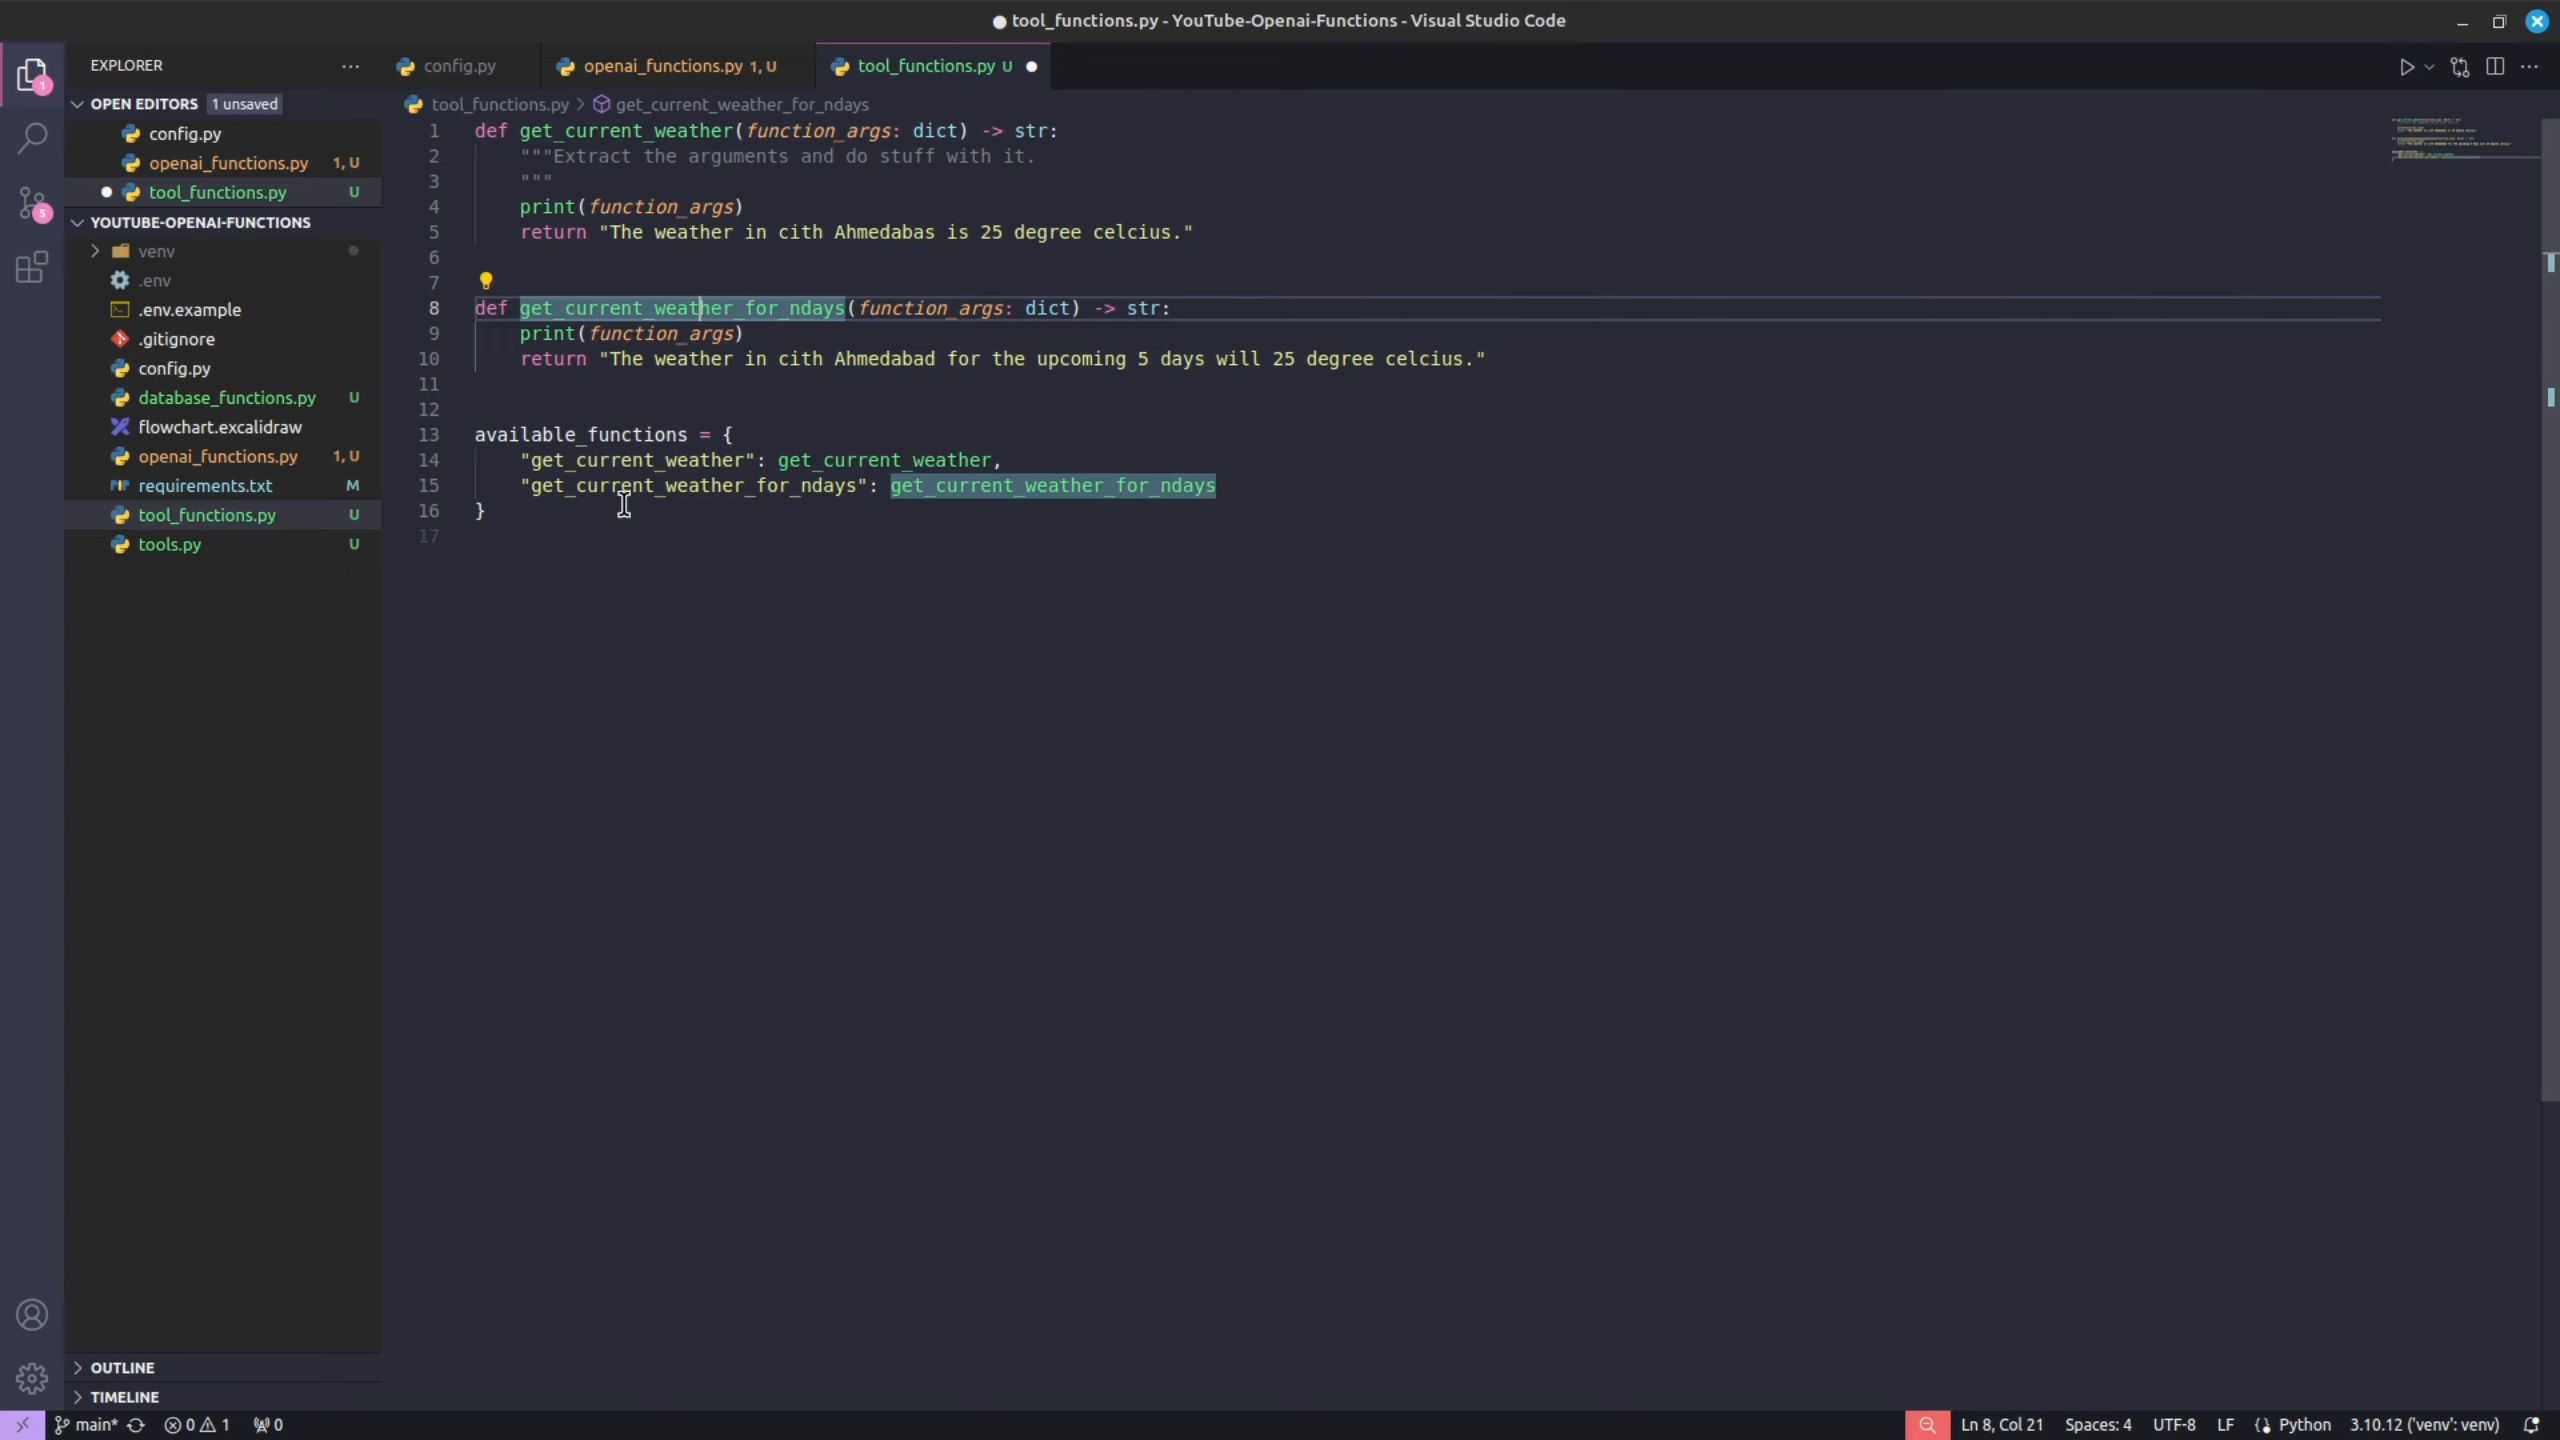 tool_functions.py - YouTube-Openai-Functions - Visual Studio Code
EXPLORER
OPEN EDITORS 1 unsaved
config.py
openai_functions.py 1, U
tool_functions.py U
YOUTUBE-OPENAI-FUNCTIONS
venv
.env
.env.example
.gitignore
config.py
database_functions.py U
flowchart.excalidraw
openai_functions.py 1, U
requirements.txt M
tool_functions.py U
tools.py U
OUTLINE
TIMELINE
1
5
config.py openai_functions.py 1, U tool_functions.py U
tool_functions.py > get_current_weather_for_ndays
1 def get_current_weather(function_args: dict) -> str:
2 """Extract the arguments and do stuff with it.
3 """
4 print(function_args)
5 return "The weather in cith Ahmedabas is 25 degree celcius."
6
7
8 def get_current_weather_for_ndays(function_args: dict) -> str:
9 print(function_args)
10 return "The weather in cith Ahmedabad for the upcoming 5 days will 25 degree celcius."
11
12
13 available_functions = {
14 "get_current_weather": get_current_weather,
15 "get_current_weather_for_ndays": get_current_weather_for_ndays
16 }
17
main* 0 1 0 Ln 8, Col 21 Spaces: 4 UTF-8 LF Python 3.10.12 ('venv': venv)